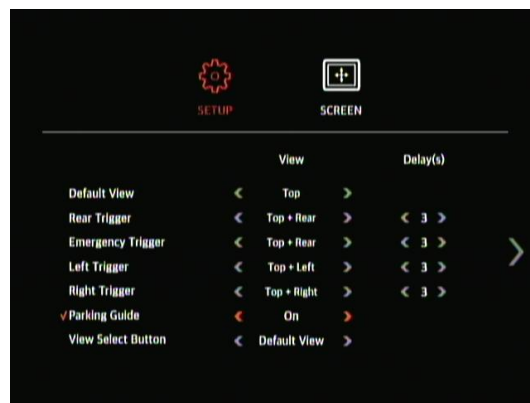 SETUP SCREEN
View Delay(s)
Default View Top
Rear Trigger Top + Rear 3
Emergency Trigger Top + Rear 3
Left Trigger Top + Left 3
Right Trigger Top + Right 3
Parking Guide On
View Select Button Default View